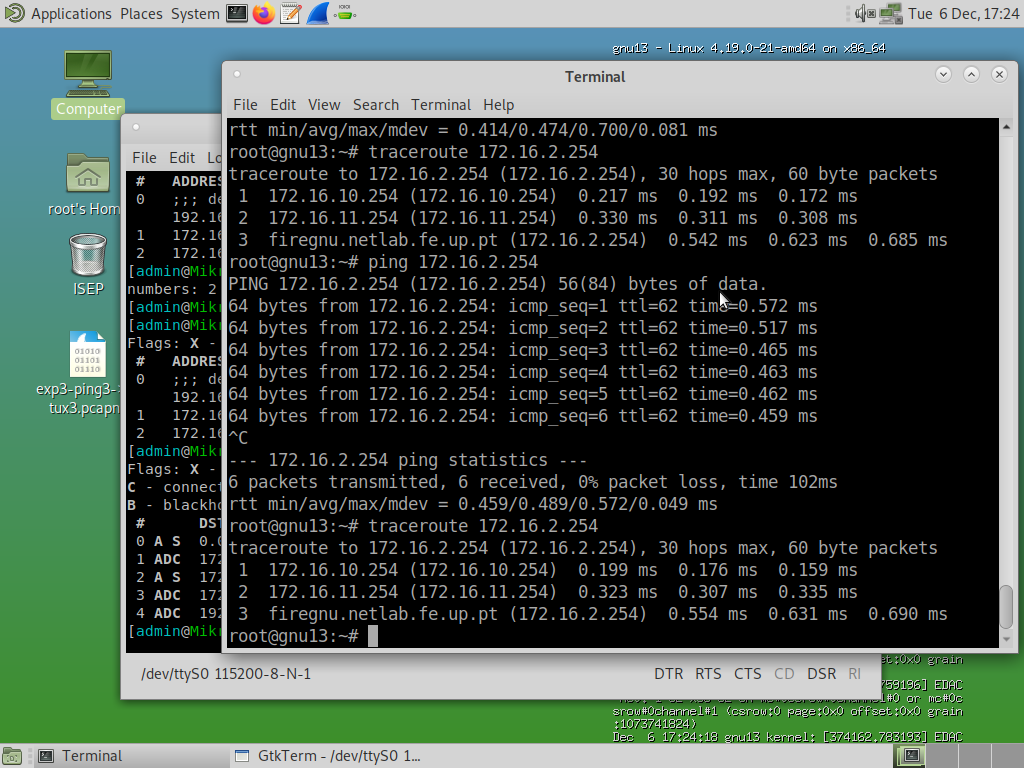 Applications Places System
Tue 6 Dec, 17:24
gnu13 - Linux 4.19.0-21-amd64 on x86_64
Computer
root's Hom
ISEP
01010
01101
01110
exp3-ping3-
tux3.pcapn
Terminal
File Edit View Search Terminal Help
rtt min/avg/max/mdev = 0.414/0.474/0.700/0.081 ms
root@gnu13:~# traceroute 172.16.2.254
traceroute to 172.16.2.254 (172.16.2.254), 30 hops max, 60 byte packets
1 172.16.10.254 (172.16.10.254) 0.217 ms 0.192 ms 0.172 ms
2 172.16.11.254 (172.16.11.254) 0.330 ms 0.311 ms 0.308 ms
3 firegnu.netlab.fe.up.pt (172.16.2.254) 0.542 ms 0.623 ms 0.685 ms
root@gnu13:~# ping 172.16.2.254
PING 172.16.2.254 (172.16.2.254) 56(84) bytes of data.
64 bytes from 172.16.2.254: icmp_seq=1 ttl=62 time=0.572 ms
64 bytes from 172.16.2.254: icmp_seq=2 ttl=62 time=0.517 ms
64 bytes from 172.16.2.254: icmp_seq=3 ttl=62 time=0.465 ms
64 bytes from 172.16.2.254: icmp_seq=4 ttl=62 time=0.463 ms
64 bytes from 172.16.2.254: icmp_seq=5 ttl=62 time=0.462 ms
64 bytes from 172.16.2.254: icmp_seq=6 ttl=62 time=0.459 ms
^C
--- 172.16.2.254 ping statistics ---
6 packets transmitted, 6 received, 0% packet loss, time 102ms
rtt min/avg/max/mdev = 0.459/0.489/0.572/0.049 ms
root@gnu13:~# traceroute 172.16.2.254
traceroute to 172.16.2.254 (172.16.2.254), 30 hops max, 60 byte packets
1 172.16.10.254 (172.16.10.254) 0.199 ms 0.176 ms 0.159 ms
2 172.16.11.254 (172.16.11.254) 0.323 ms 0.307 ms 0.335 ms
3 firegnu.netlab.fe.up.pt (172.16.2.254) 0.554 ms 0.631 ms 0.690 ms
root@gnu13:~#
File Edit Lo
# ADDRES
0 ;;; de
192.16
1 172.16
2 172.16
[admin@Mikr
numbers: 2
[admin@Mikr
[admin@Mikr
Flags: X -
# ADDRES
0 ;;; de
192.16
1 172.16
2 172.16
[admin@Mikr
Flags: X -
C - connect
B - blackho
# DST
0 A S 0.0
1 ADC 172
2 A S 172
3 ADC 172
4 ADC 192
[admin@Mikr
/dev/ttyS0 115200-8-N-1
DTR RTS CTS CD DSR RI
et:0x0 grain
759196] EDAC
srow#0channel#0 or mc#0c
srow#0channel#1 (csrow:0 page:0x0 offset:0x0 grain
:1073741824)
Dec 6 17:24:18 gnu13 kernel: [374162.783193] EDAC
Terminal
GtkTerm - /dev/ttyS0 1...